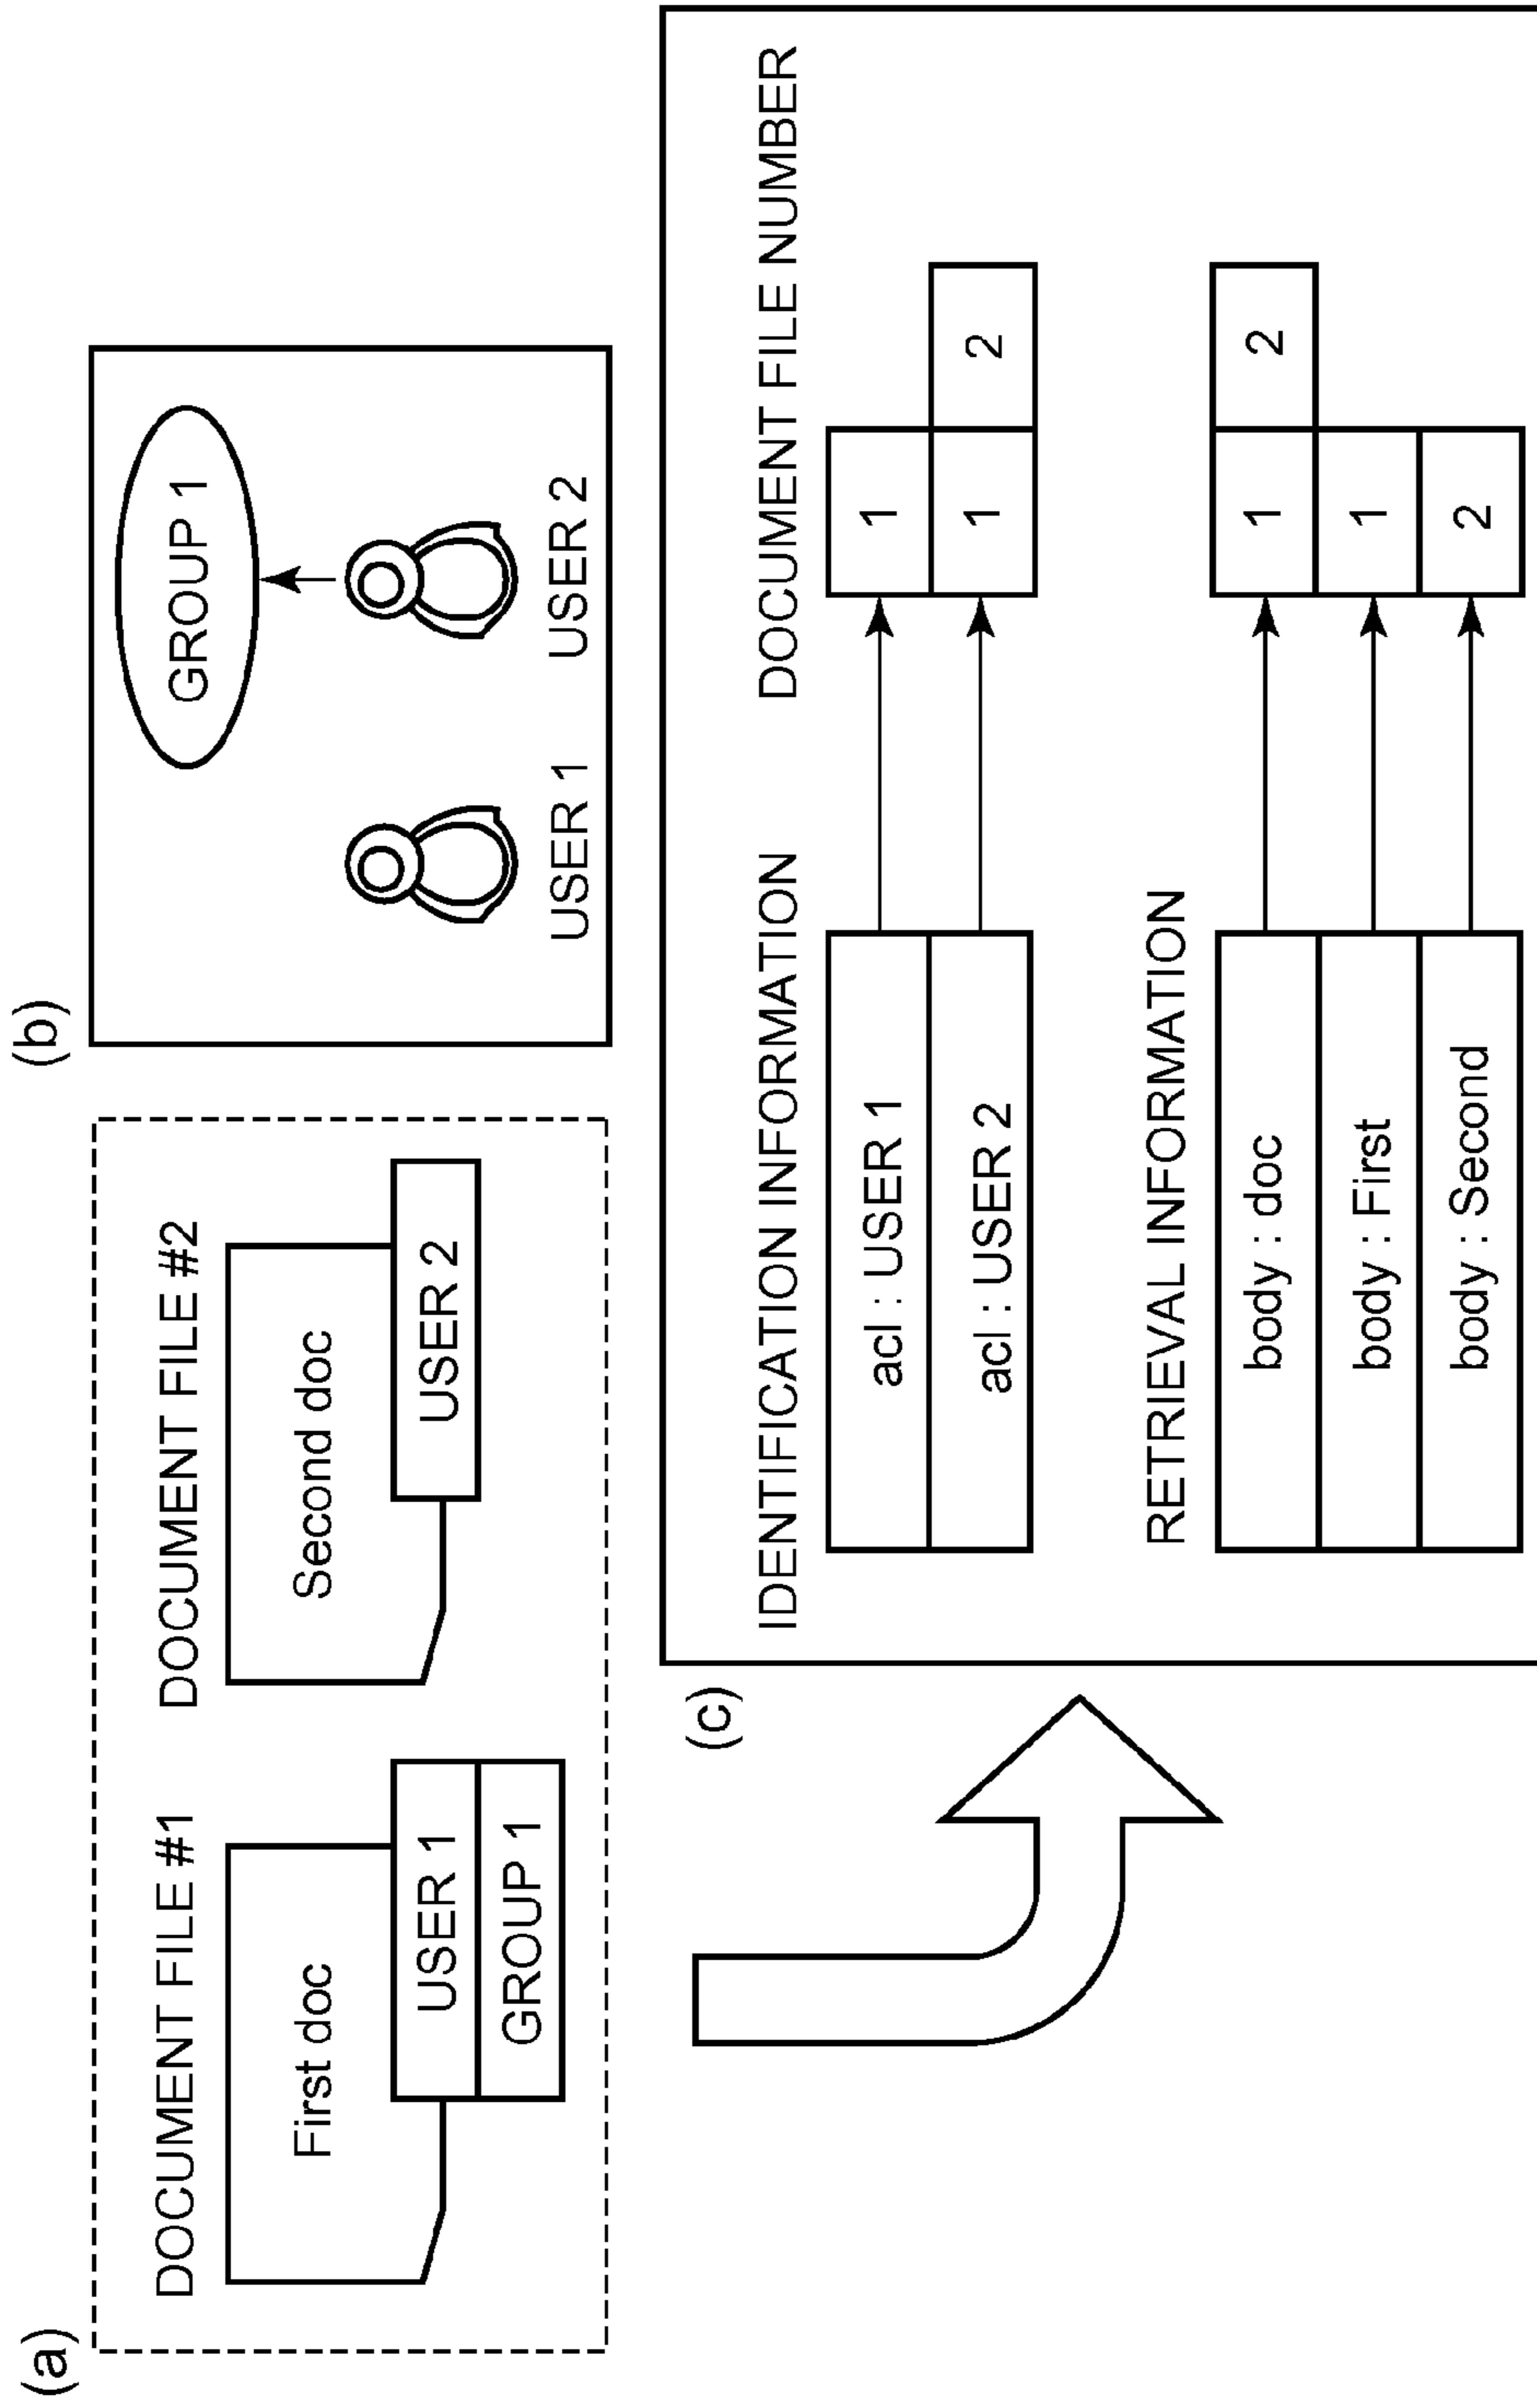 (a)
DOCUMENT FILE #1
First doc
USER 1
GROUP 1
DOCUMENT FILE #2
Second doc
USER 2
(b)
GROUP 1
USER 1
USER 2
(c)
IDENTIFICATION INFORMATION
DOCUMENT FILE NUMBER
acl : USER 1
1
acl : USER 2
1
2
RETRIEVAL INFORMATION
body : doc
1
2
body : First
1
body : Second
2